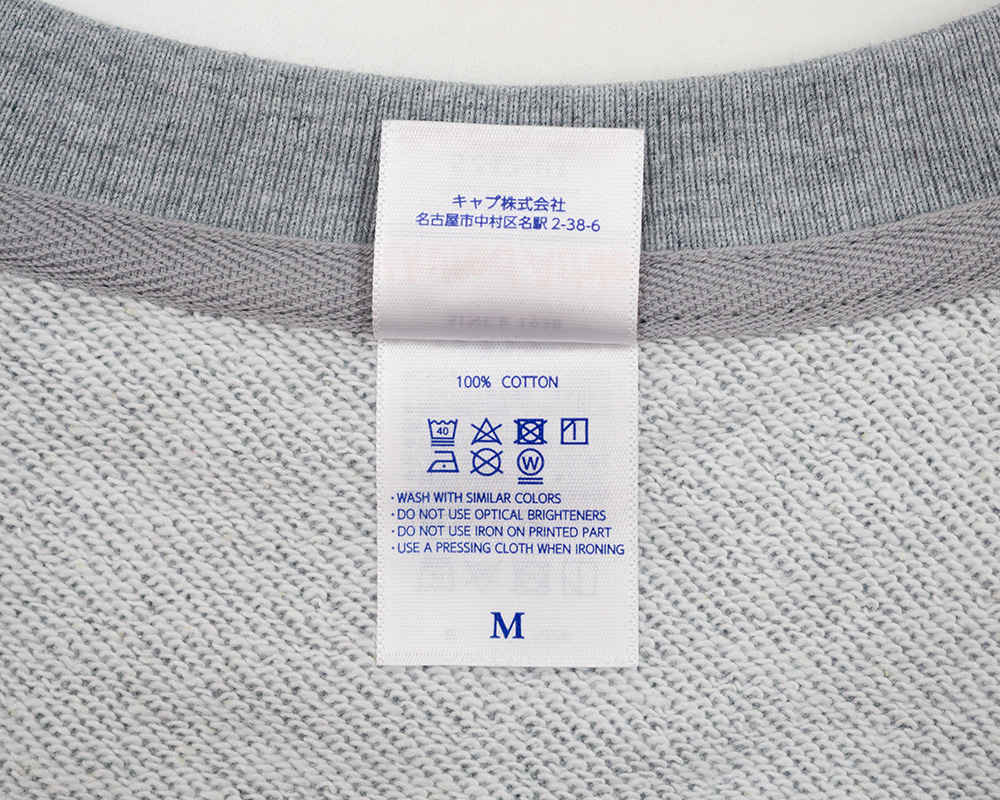 キャプ株式会社
名古屋市中村区名駅 2-38-6
100% COTTON
40
W
・WASH WITH SIMILAR COLORS
・DO NOT USE OPTICAL BRIGHTENERS
・DO NOT USE IRON ON PRINTED PART
・USE A PRESSING CLOTH WHEN IRONING
M